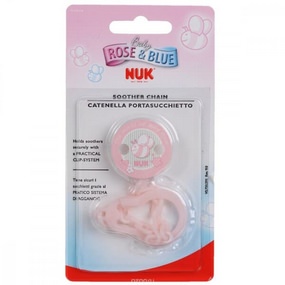 Baby
ROSE & BLUE
NUK
SOOTHER CHAIN
CATENELLA PORTASUCCHIETTO
Holds soothers
securely with
a PRACTICAL
CLIP-SYSTEM
Tiene sicuri i
succhietti grazie al
PRATICO SISTEMA
DI AGGANCIO